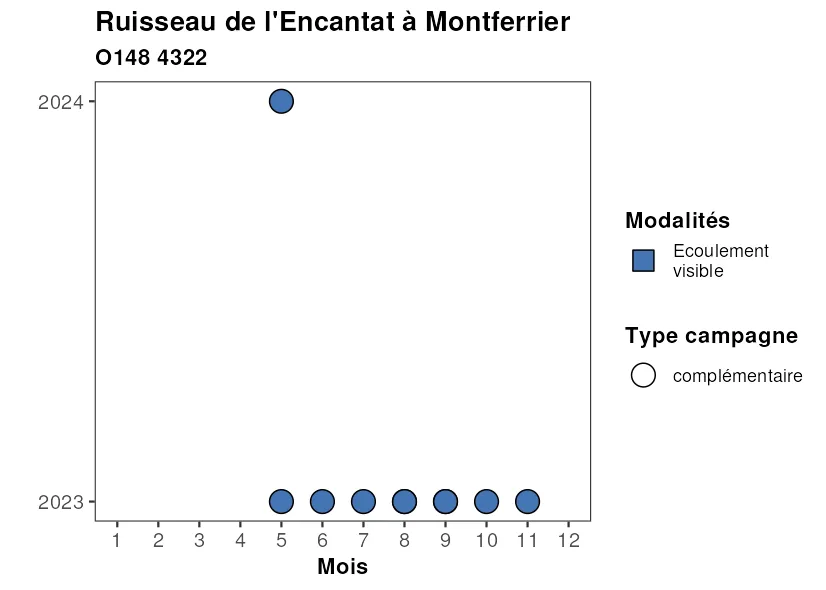 Ruisseau de l'Encantat à Montferrier
O148 4322
2024
2023
1 2 3 4 5 6 7 8 9 10 11 12
Mois
Modalités
Ecoulement
visible
Type campagne
complémentaire